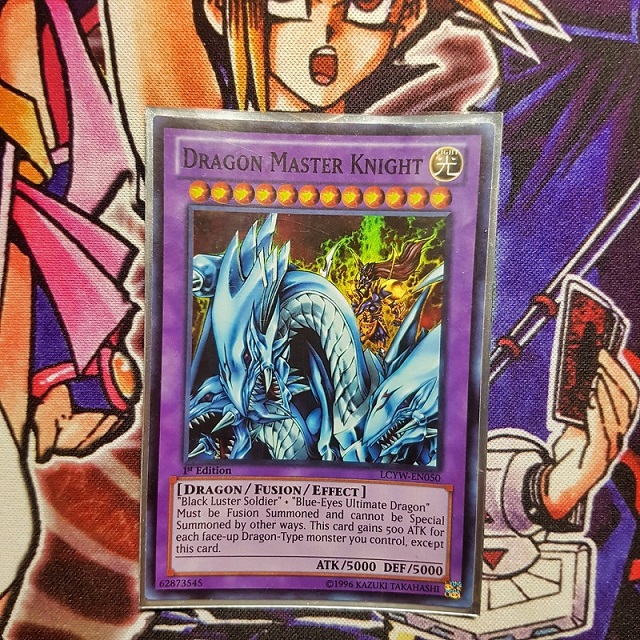 DRAGON MASTER KNIGHT
LIGHT
光
1st Edition
LCYW-EN050
[DRAGON/FUSION/EFFECT]
"Black Luster Soldier" • "Blue-Eyes Ultimate Dragon"
Must be Fusion Summoned and cannot be Special
Summoned by other ways. This card gains 500 ATK for
each face-up Dragon-Type monster you control, except
this card.
ATK/5000 DEF/5000
62873545
©1996 KAZUKI TAKAHASHI